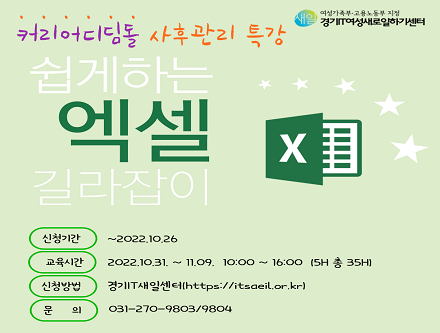 커리어디딤돌 사후관리 특강
여성가족부·고용노동부 지정
새일 경기IT여성새로일하기센터
쉽게하는
엑셀
길라잡이
X
신청기간 ~2022.10.26
교육시간 2022.10.31. ~ 11.09. 10:00 ~ 16:00 (5H 총 35H)
신청방법 경기IT새일센터(https://itsaeil.or.kr)
문 의 031-270-9803/9804